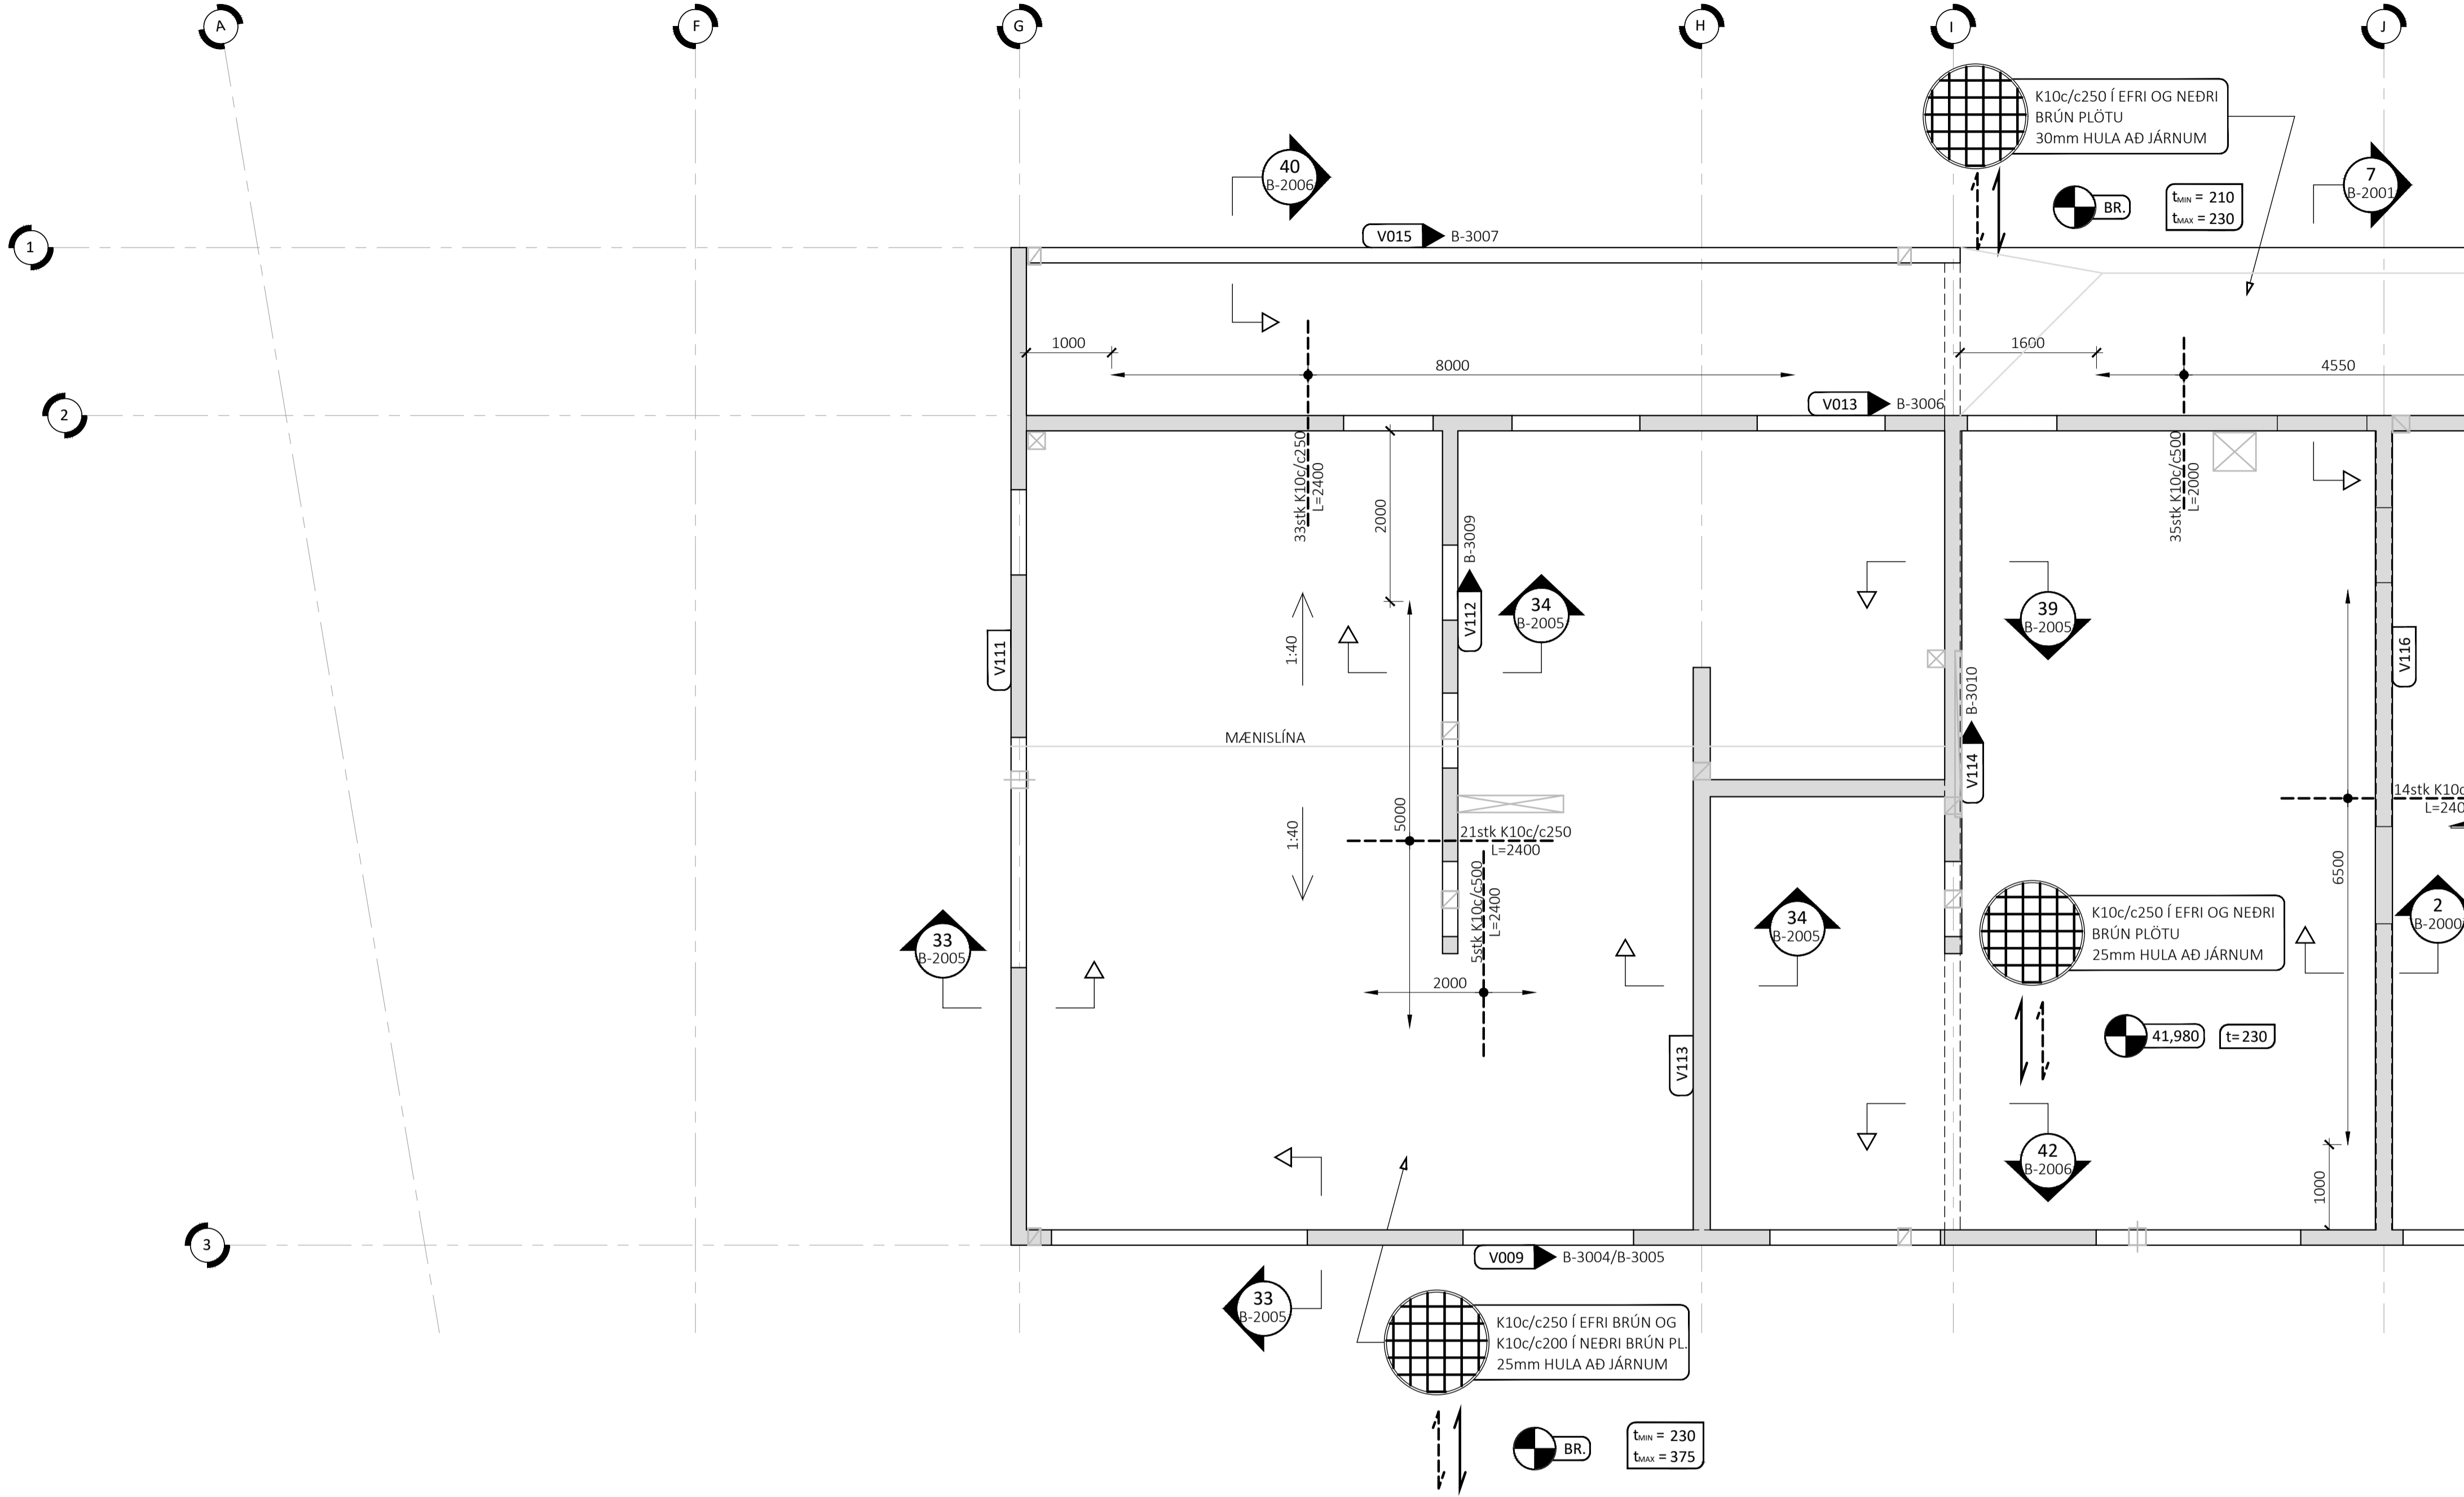 A
F
G
H
I
J
K10c/c250 Í EFRI OG NEÐRI
BRÚN PLÖTU
30mm HULA AÐ JÁRNUM
40
B-2006
7
B-2001
BR.
tMIN = 210
tMAX = 230
1
V015
B-3007
1000
8000
1600
4550
2
V013
B-3006
33stk K10c/c250
L=2400
2000
B-3009
V112
34
B-2005
35stk K10c/c500
L=2000
39
B-2005
1:40
V111
V116
B-3010
V114
MÆNISLÍNA
1:40
5000
21stk K10c/c250
L=2400
5stk K10c/c500
L=2400
14stk K10c
L=240
6500
33
B-2005
34
B-2005
K10c/c250 Í EFRI OG NEÐRI
BRÚN PLÖTU
25mm HULA AÐ JÁRNUM
2
B-2000
2000
41,980
t=230
V113
42
B-2006
1000
3
V009
B-3004/B-3005
33
B-2005
K10c/c250 Í EFRI BRÚN OG
K10c/c200 Í NEÐRI BRÚN PL.
25mm HULA AÐ JÁRNUM
BR.
tMIN = 230
tMAX = 375